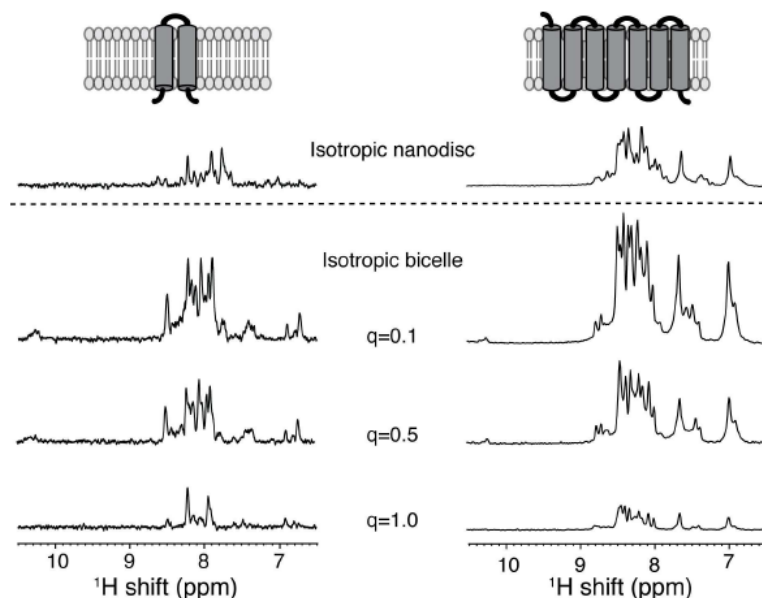 Isotropic nanodisc
Isotropic bicelle
q=0.1
q=0.5
q=1.0
10 9 8 7
¹H shift (ppm)
10 9 8 7
¹H shift (ppm)